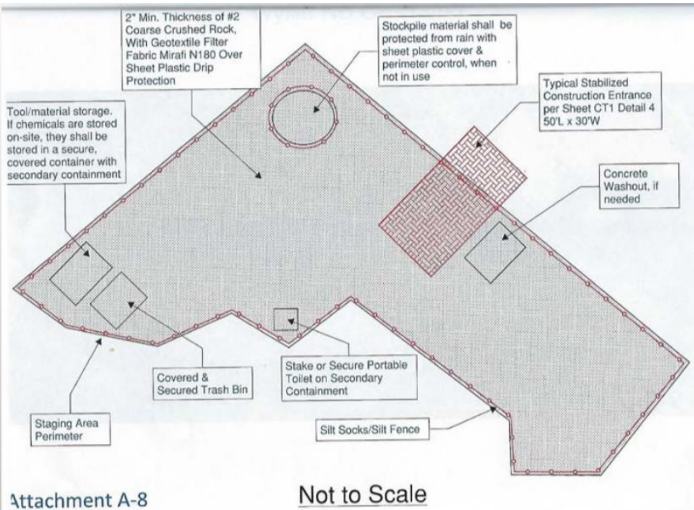 2" Min. Thickness of #2
Coarse Crushed Rock,
With Geotextile Filter
Fabric Mirafi N180 Over
Sheet Plastic Drip
Protection
Stockpile material shall be
protected from rain with
sheet plastic cover &
perimeter control, when
not in use
Typical Stabilized
Construction Entrance
per Sheet CT1 Detail 4
50'L x 30'W
Tool/material storage.
If chemicals are stored
on-site, they shall be
stored in a secure,
covered container with
secondary containment
Concrete
Washout, if
needed
Covered &
Secured Trash Bin
Stake or Secure Portable
Toilet on Secondary
Containment
Staging Area
Perimeter
Silt Socks/Silt Fence
Attachment A-8
Not to Scale